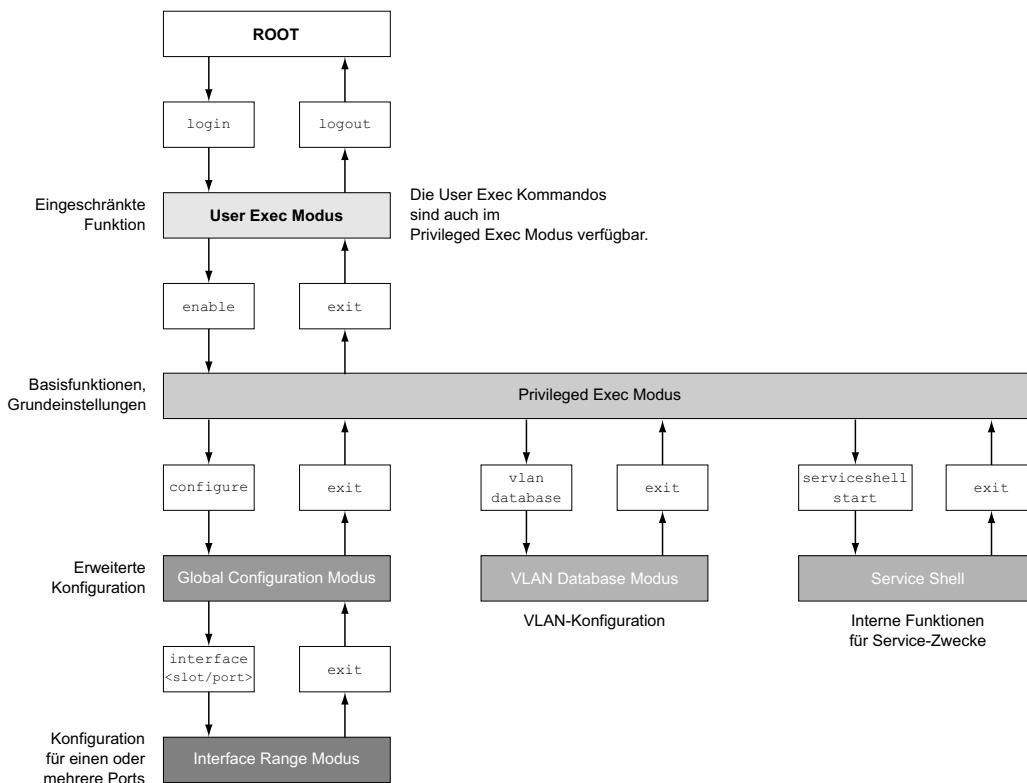 ROOT
login
logout
Eingeschränkte
Funktion
User Exec Modus
Die User Exec Kommandos
sind auch im
Privileged Exec Modus verfügbar.
enable
exit
Basisfunktionen,
Grundeinstellungen
Privileged Exec Modus
configure
exit
vlan
database
exit
serviceshell
start
exit
Erweiterte
Konfiguration
Global Configuration Modus
VLAN Database Modus
Service Shell
VLAN-Konfiguration
Interne Funktionen
für Service-Zwecke
interface
<slot/port>
exit
Konfiguration
für einen oder
mehrere Ports
Interface Range Modus